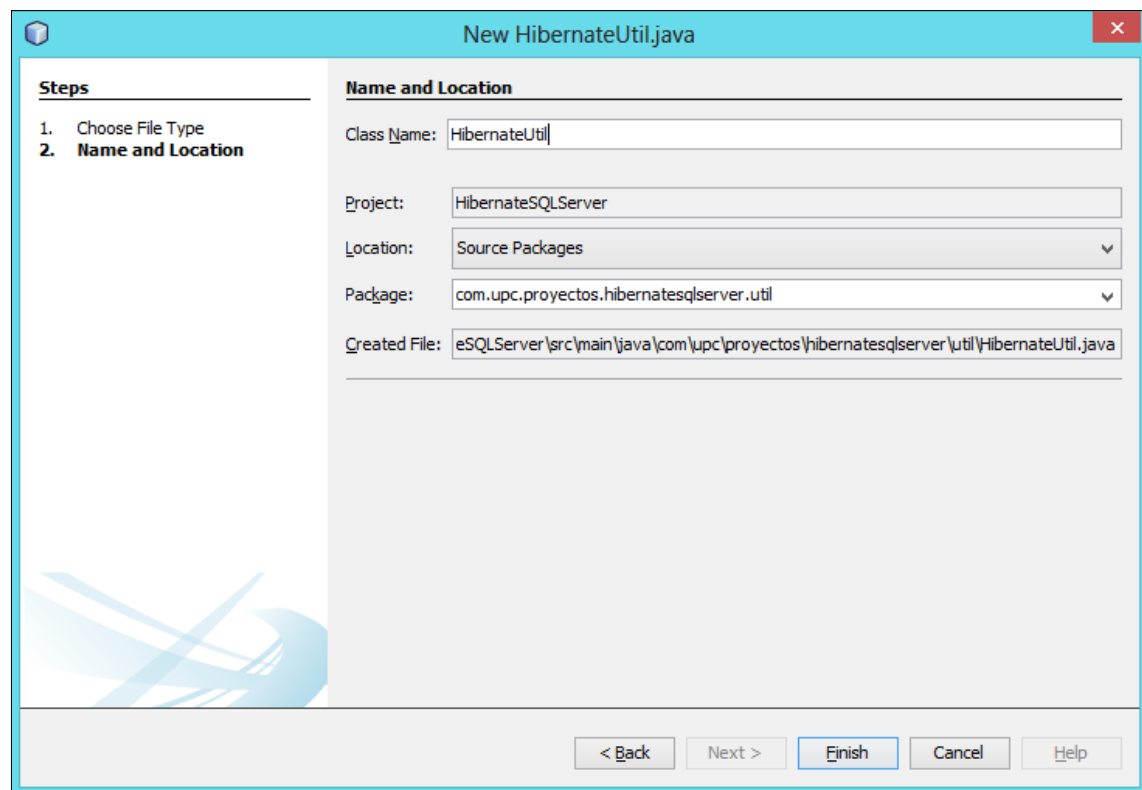 New HibernateUtil.java
Steps
1. Choose File Type
2. Name and Location
Name and Location
Class Name: HibernateUtil
Project: HibernateSQLServer
Location: Source Packages
Package: com.upc.proyectos.hibernatesqlserver.util
Created File: eSQLServer\src\main\java\com\upc\proyectos\hibernatesqlserver\util\HibernateUtil.java
< Back Next > Finish Cancel Help